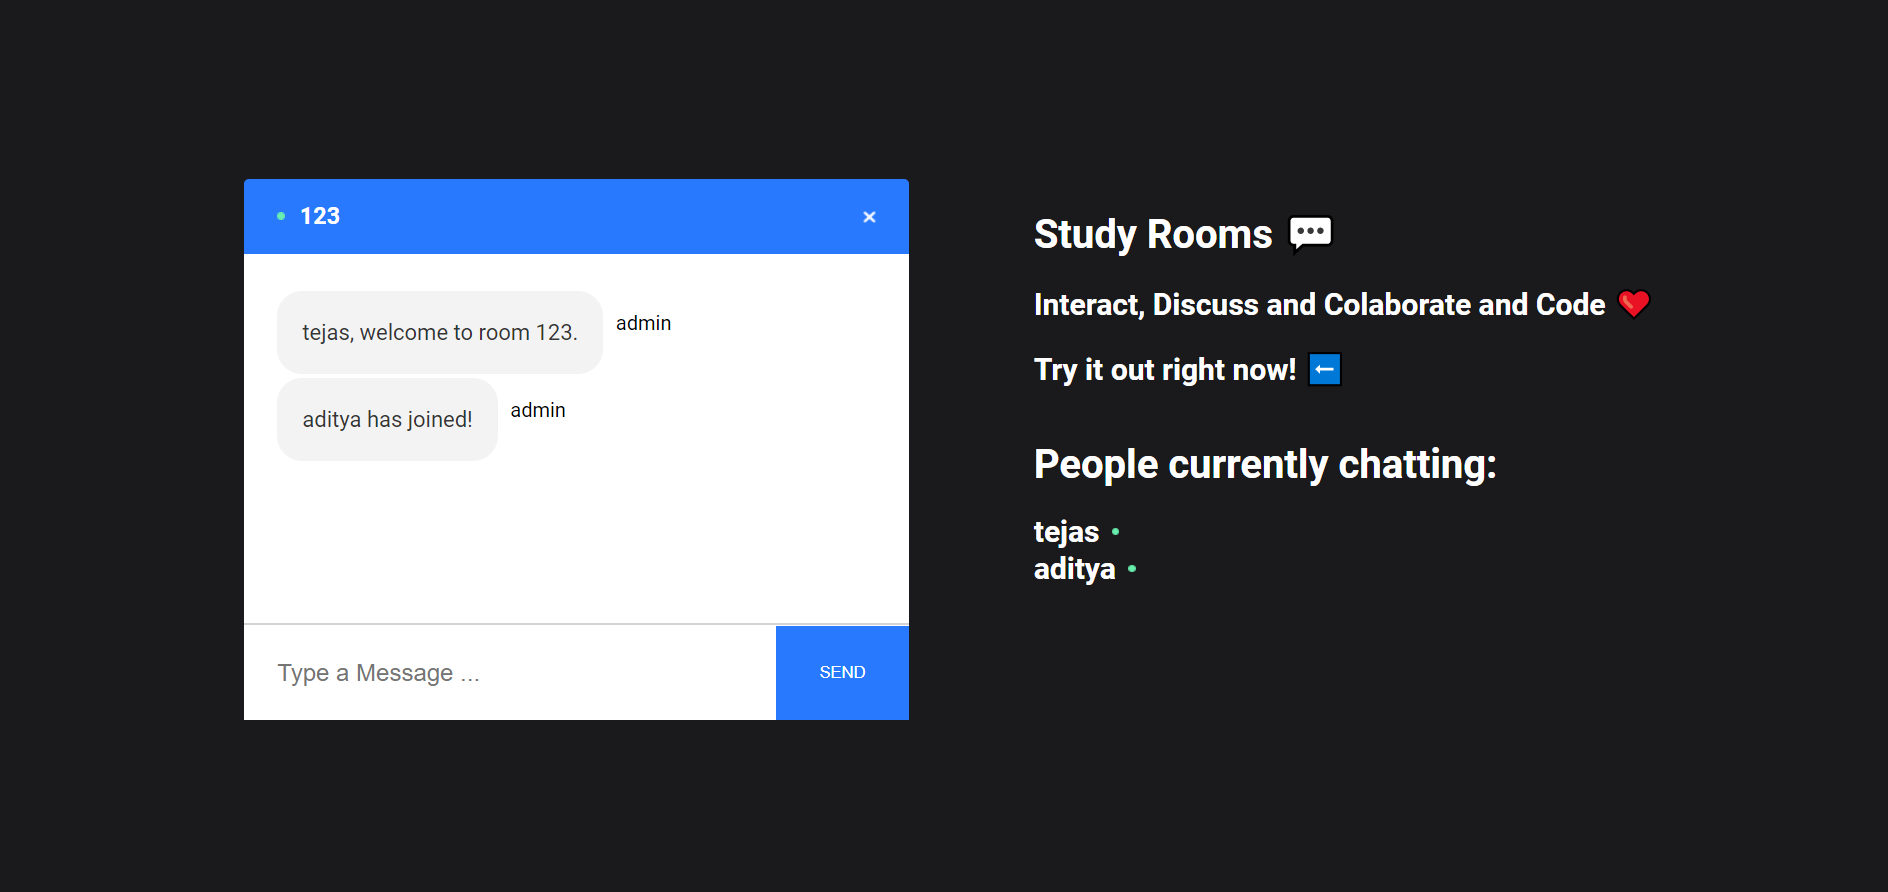 123
×
tejas, welcome to room 123.
admin
aditya has joined!
admin
Type a Message ...
SEND
Study Rooms 💬
Interact, Discuss and Colaborate and Code ❤️
Try it out right now! ⬅️
People currently chatting:
tejas
aditya